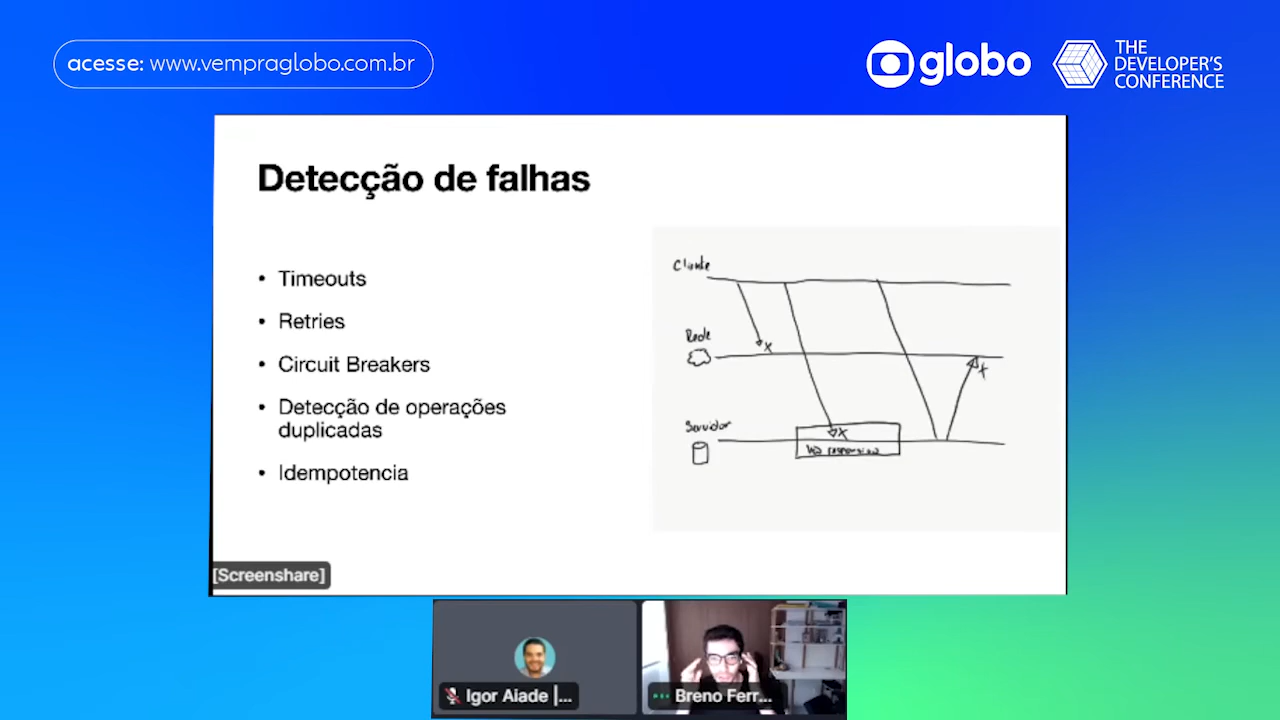 acesse: www.vempraglobo.com.br
globo
THE
DEVELOPER'S
CONFERENCE
Detecção de falhas
• Timeouts
• Retries
• Circuit Breakers
• Detecção de operações
duplicadas
• Idempotencia
Cliente
x
Rede
x
Servidor
x
[Screenshare]
Igor Aiade |...
Breno Ferr...